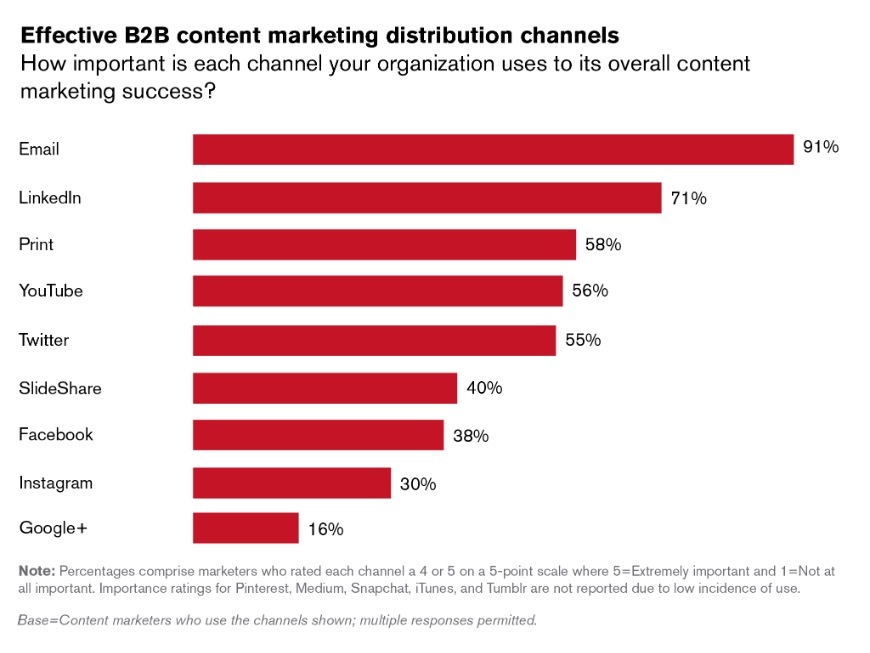 Effective B2B content marketing distribution channels
How important is each channel your organization uses to its overall content
marketing success?
Email 91%
LinkedIn 71%
Print 58%
YouTube 56%
Twitter 55%
SlideShare 40%
Facebook 38%
Instagram 30%
Google+ 16%
Note: Percentages comprise marketers who rated each channel a 4 or 5 on a 5-point scale where 5=Extremely important and 1=Not at
all important. Importance ratings for Pinterest, Medium, Snapchat, iTunes, and Tumblr are not reported due to low incidence of use.
Base=Content marketers who use the channels shown; multiple responses permitted.